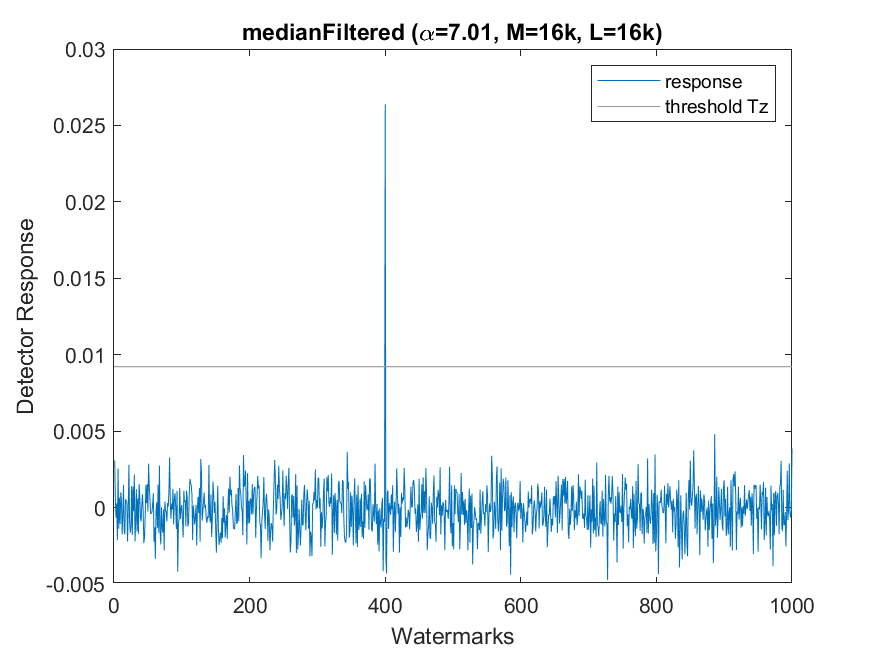 medianFiltered (α=7.01, M=16k, L=16k)
response
threshold Tz
Detector Response
0.03
0.025
0.02
0.015
0.01
0.005
0
-0.005
0 200 400 600 800 1000
Watermarks